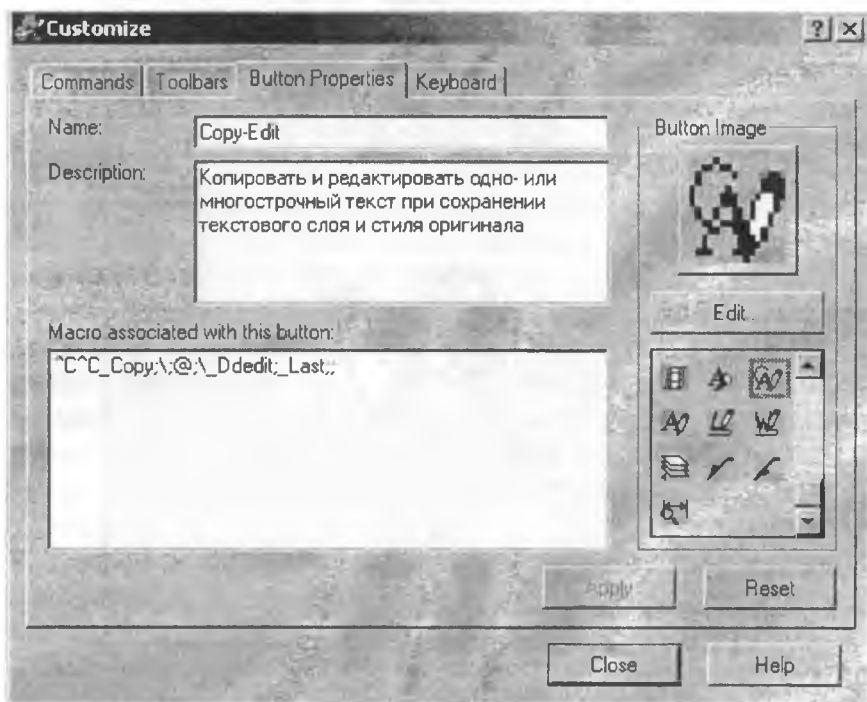 Customize
Commands
Toolbars
Button Properties
Keyboard
Name:
Copy-Edit
Description:
Копировать и редактировать одно- или
многострочный текст при сохранении
текстового слоя и стиля оригинала
Macro associated with this button:
^C^C_Copy;\;@;\_Ddedit;_Last;;
Button Image
Edit...
Apply
Reset
Close
Help